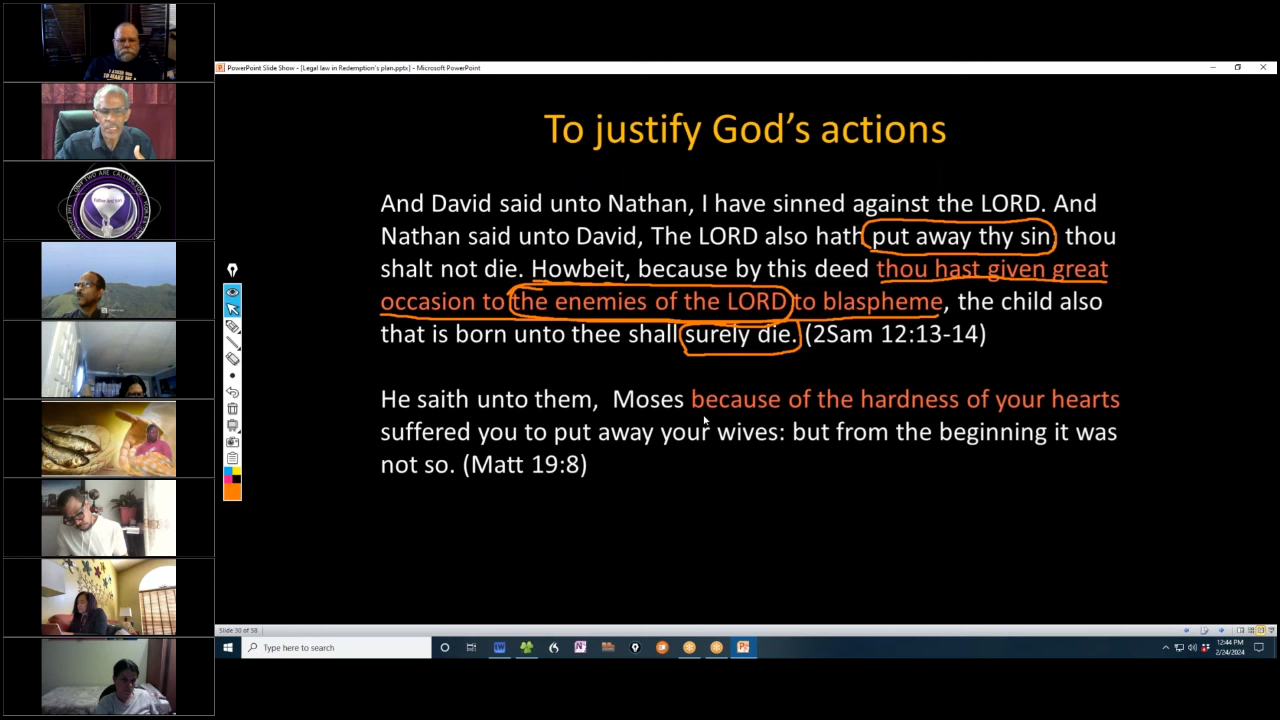 PowerPoint Slide Show - [Legal law in Redemption's plan.pptx] - Microsoft PowerPoint
To justify God's actions
And David said unto Nathan, I have sinned against the LORD. And
Nathan said unto David, The LORD also hath put away thy sin, thou
shalt not die. Howbeit, because by this deed thou hast given great
occasion to the enemies of the LORD to blaspheme, the child also
that is born unto thee shall surely die. (2Sam 12:13-14)
He saith unto them, Moses because of the hardness of your hearts
suffered you to put away your wives: but from the beginning it was
not so. (Matt 19:8)
Slide 30 of 58
Type here to search
12:44 PM
2/24/2024